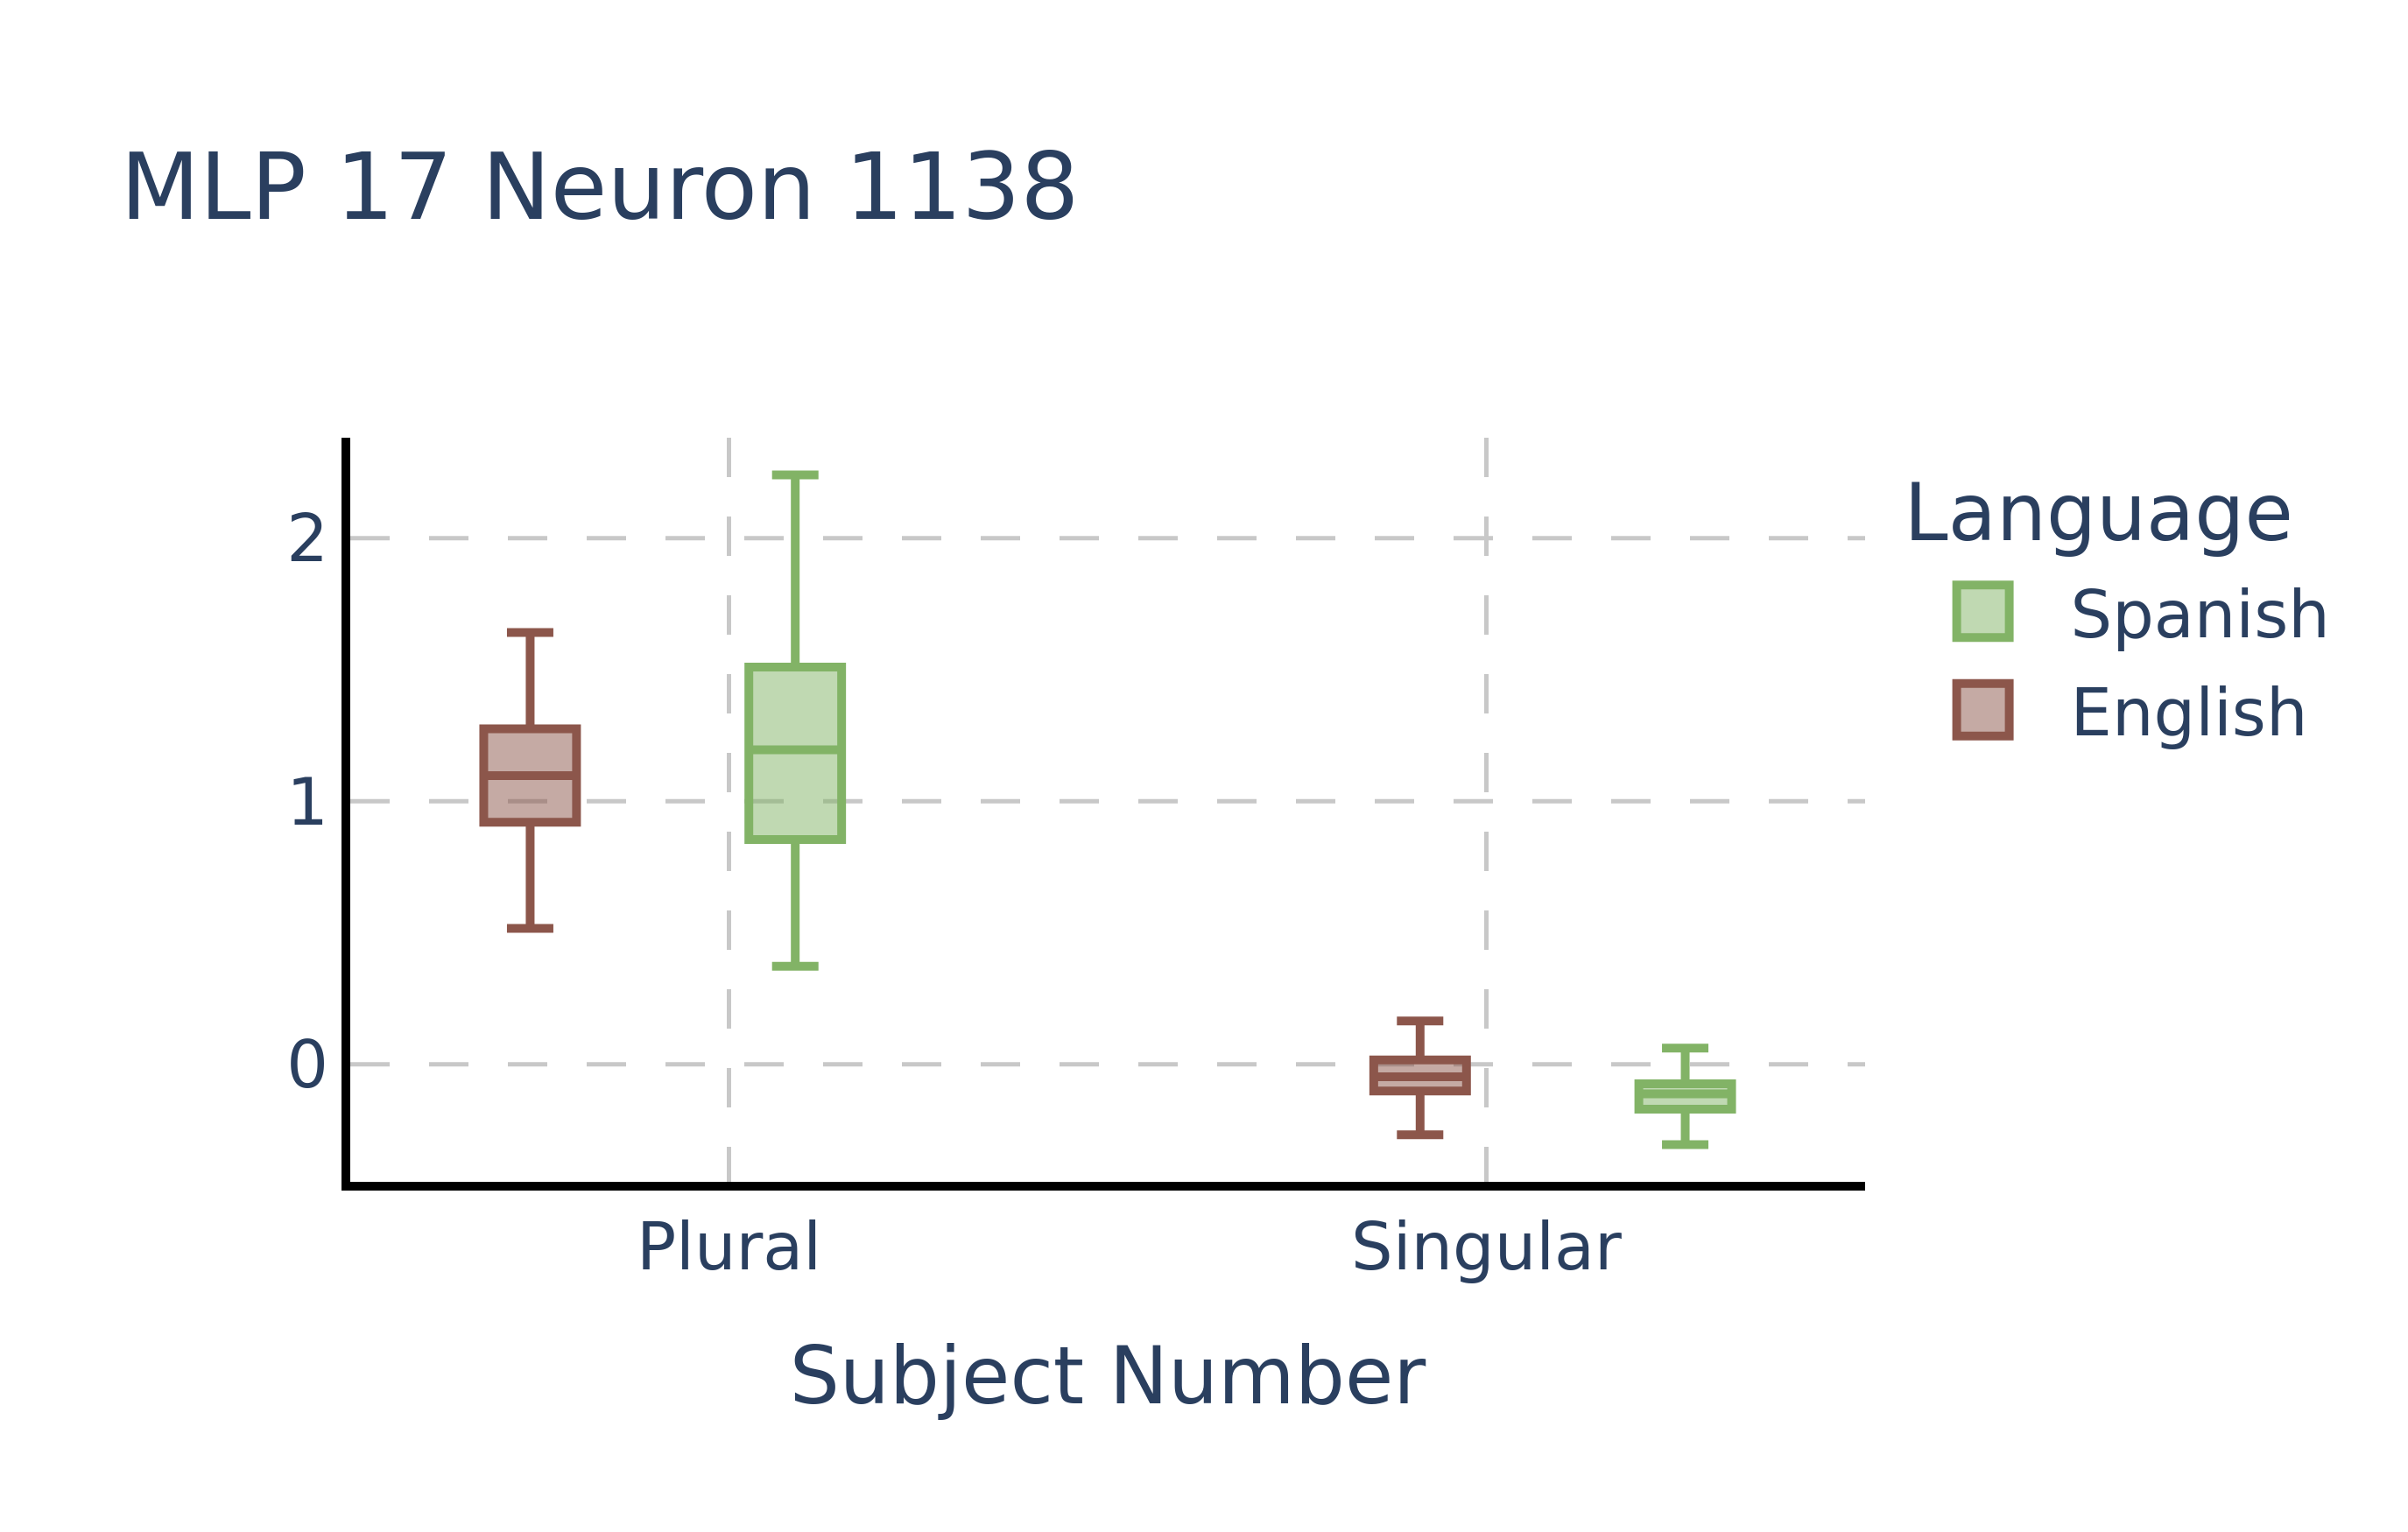 MLP 17 Neuron 1138
2
1
0
Plural
Singular
Subject Number
Language
Spanish
English